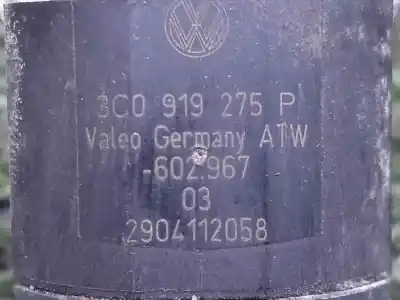 3C0 919 275 P
Valeo Germany ATW
-602.967
03
2904112058